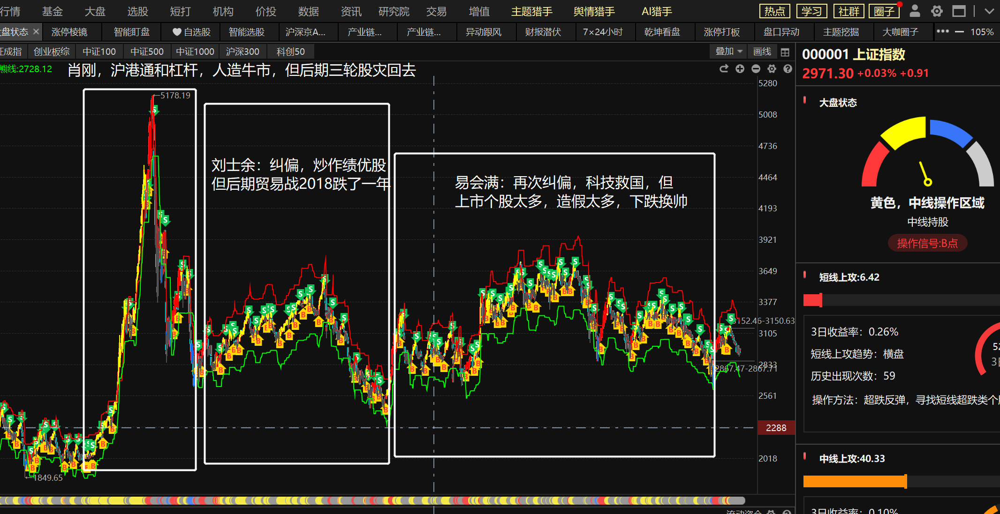 行情 基金 大盘 选股 短打 机构 价投 数据 资讯 研究院 交易 增值 主题猎手 舆情猎手 AI猎手 热点 学习 社群 圈子
盘状态 × 涨停棱镜 智能盯盘 自选股 智能选股 沪深京A... 产业链... 产业链... 异动跟风 财报潜伏 7×24小时 乾坤看盘 涨停打板 盘口异动 主题挖掘 大咖圈子 ••• 105%
成指 创业板综 中证100 中证500 中证1000 沪深300 科创50 叠加 画线
熊线:2728.12 肖刚，沪港通和杠杆，人造牛市，但后期三轮股灾回去
←5178.19
刘士余：纠偏，炒作绩优股
但后期贸易战2018跌了一年
易会满：再次纠偏，科技救国，但
上市个股太多，造假太多，下跌换帅
3152.46-3150.63
2867.47-2867.71
←1849.65
5280
5008
4736
4464
4193
3921
3649
3377
3105
2833
2561
2288
2018
000001 上证指数
2971.30 +0.03% +0.91
大盘状态
黄色，中线操作区域
中线持股
操作信号:B点
短线上攻:6.42
3日收益率：0.26%
短线上攻趋势：横盘
历史出现次数：59
操作方法：超跌反弹，寻找短线超跌类个
52
3日
中线上攻:40.33
3日收益率：0.10%
流动资金